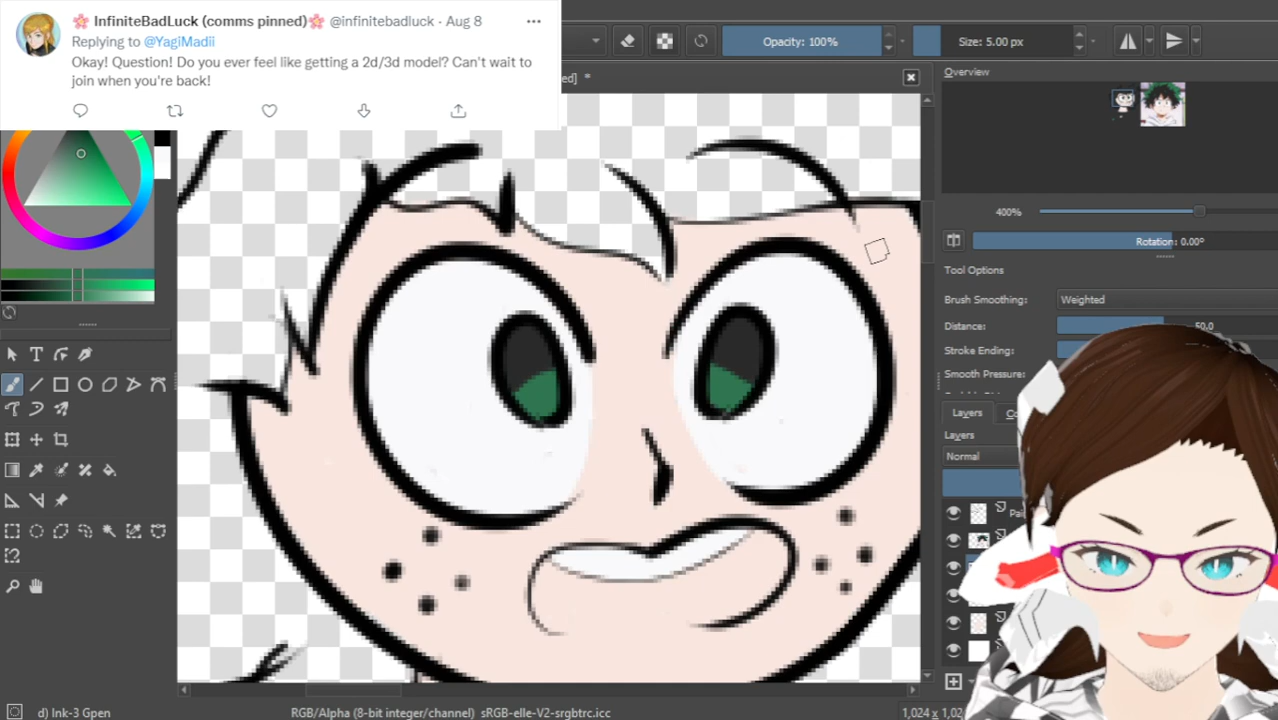 🌸 InfiniteBadLuck (comms pinned)🌸 @infinitebadluck · Aug 8
Replying to @YagiMadii
Okay! Question! Do you ever feel like getting a 2d/3d model? Can't wait to
join when you're back!
Opacity: 100%
Size: 5.00 px
ed] *
Overview
400%
Rotation: 0.00°
Tool Options
Brush Smoothing:
Weighted
Distance:
50.0
Stroke Ending:
Smooth Pressure:
Layers
Layers
Normal
Pai
d) Ink-3 Gpen
RGB/Alpha (8-bit integer/channel) sRGB-elle-V2-srgbtrc.icc
1,024 x 1,02